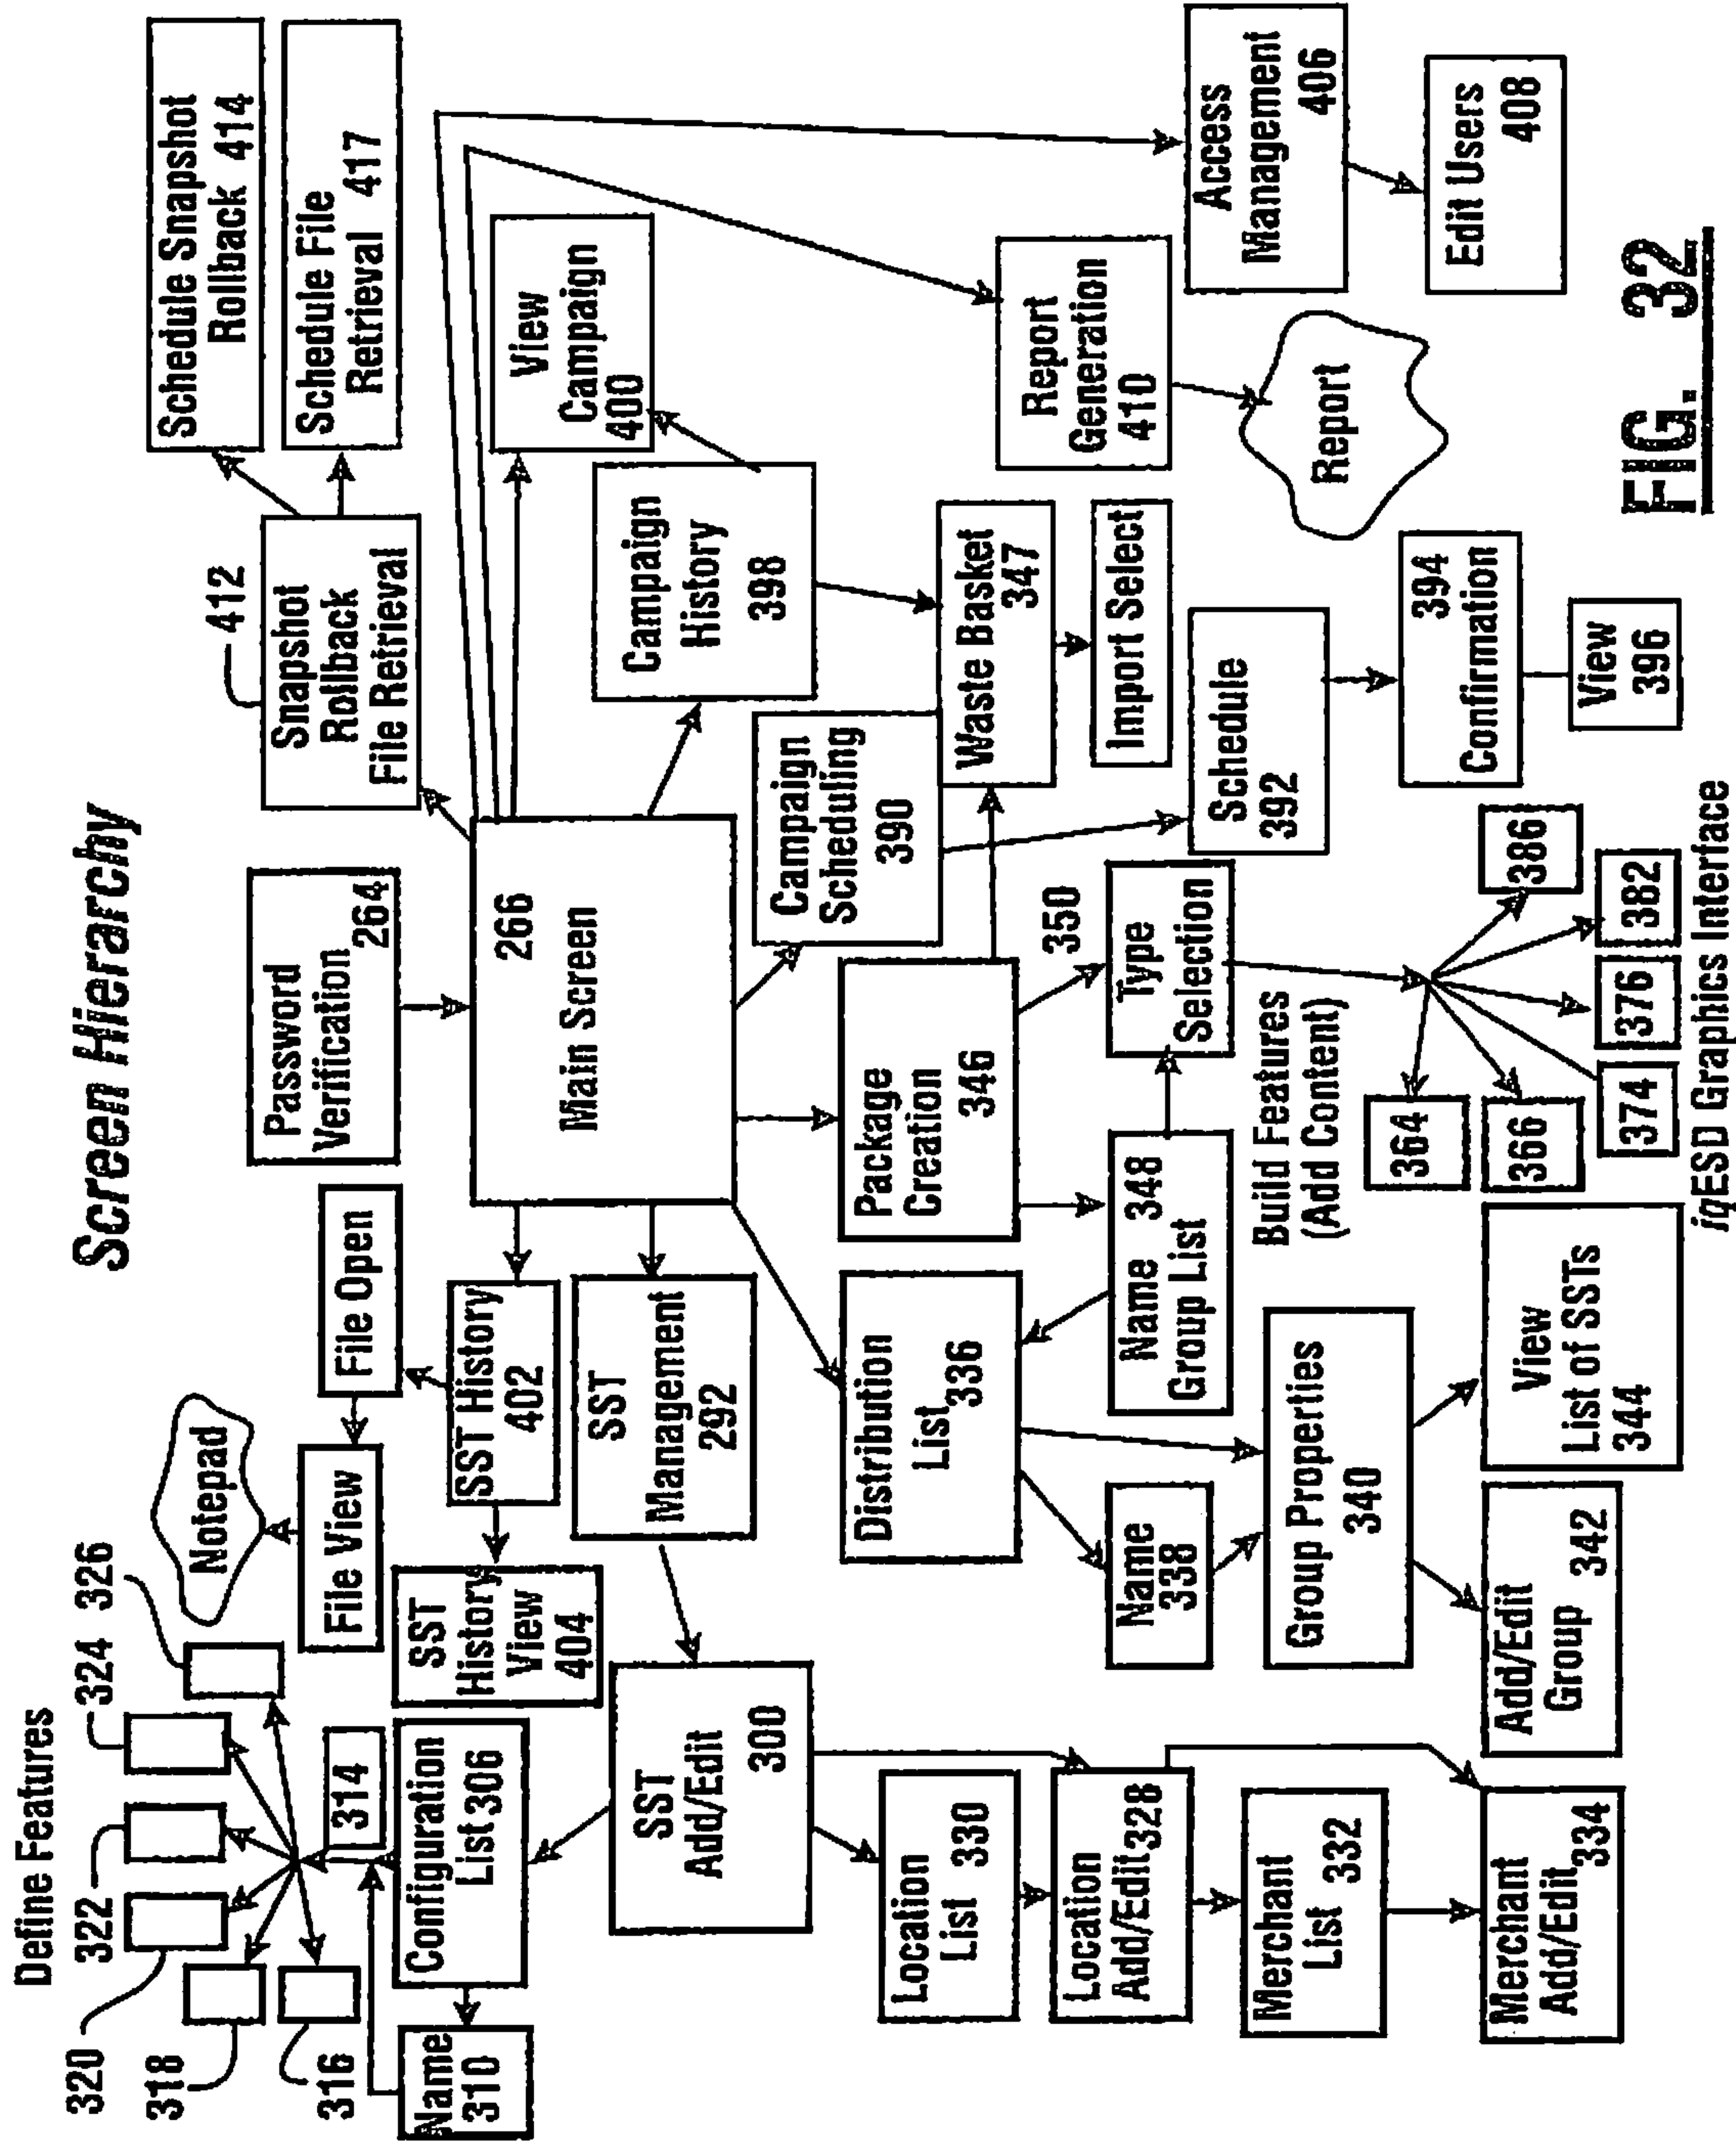 Screen Hierarchy
Define Features
320
322
324
326
318
316
314
Notepad
File View
File Open
Password
Verification 264
412
Snapshot
Rollback
File Retrieval
Schedule Snapshot
Rollback 414
Schedule File
Retrieval 417
Name
310
Configuration
List 306
SST
History
View
404
SST History
402
266
Main Screen
View
Campaign
400
SST
Add/Edit
300
SST
Management
292
Campaign
History
398
Campaign
Scheduling
390
Location
List 330
Distribution
List 336
Package
Creation
346
Waste Basket
347
Report
Generation
410
Location
Add/Edit 328
Name
338
Name 348
Group List
350
Type
Selection
Import Select
Access
Management
406
Merchant
List 332
Group Properties
340
Build Features
(Add Content)
Schedule
392
Report
Merchant
Add/Edit 334
Add/Edit
Group 342
View
List of SSTs
344
364
366
374
376
382
386
394
Confirmation
View
396
Edit Users
408
iqESD Graphics Interface
FIG. 32